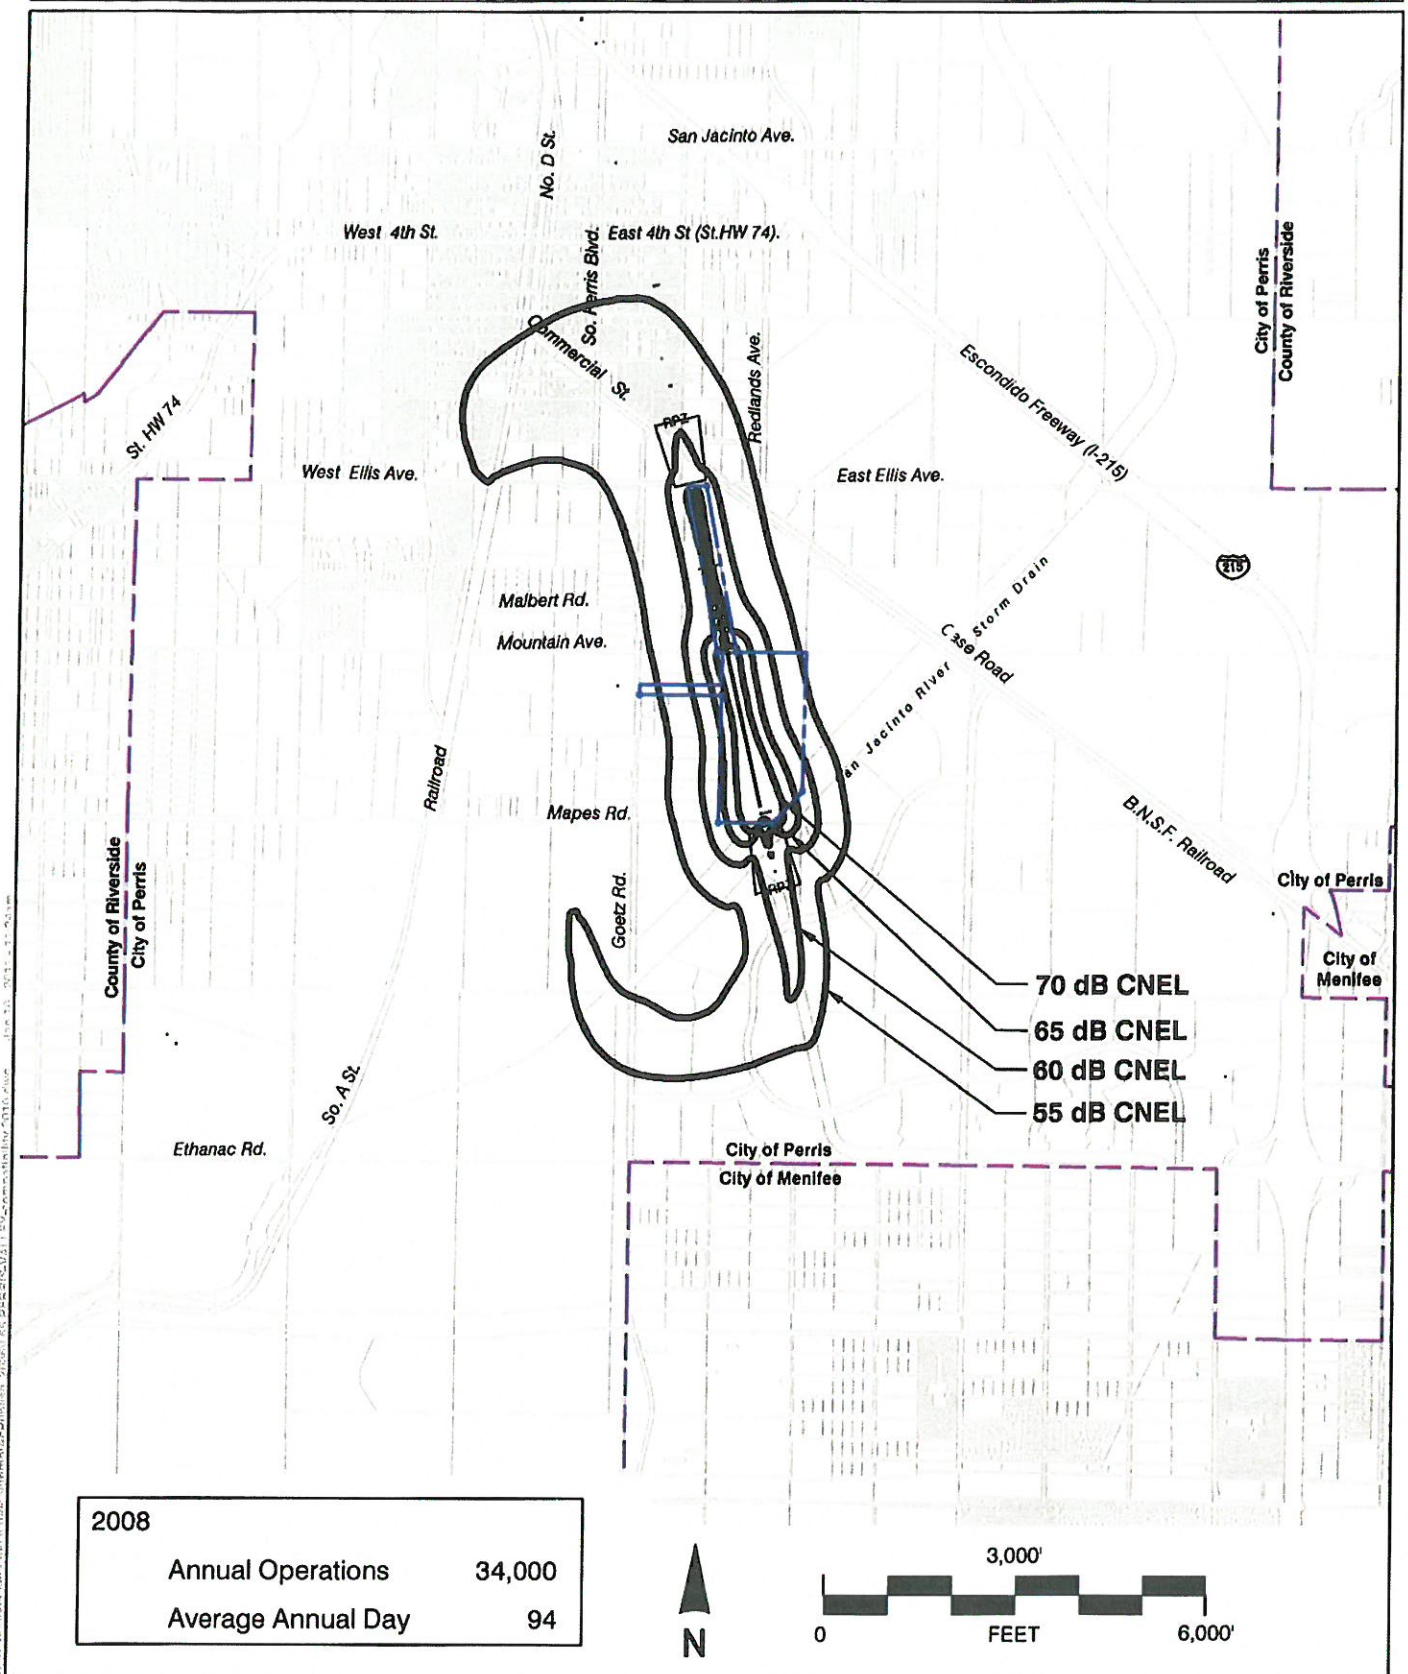 San Jacinto Ave.
No. D St.
West 4th St.
So. Perris Blvd.
East 4th St (St.HW 74).
City of Perris
County of Riverside
Commercial St.
Redlands Ave.
Escondido Freeway (I-215)
St. HW 74
RPZ
West Ellis Ave.
East Ellis Ave.
215
Malbert Rd.
Mountain Ave.
Storm Drain
Case Road
an Jacinto River
Railroad
Mapes Rd.
B.N.S.F. Railroad
County of Riverside
City of Perris
Goetz Rd.
RPZ
City of Perris
City of
Menifee
70 dB CNEL
65 dB CNEL
60 dB CNEL
55 dB CNEL
So. A St.
Ethanac Rd.
City of Perris
City of Menifee
2008
Annual Operations 34,000
Average Annual Day 94
N
3,000'
0 FEET 6,000'